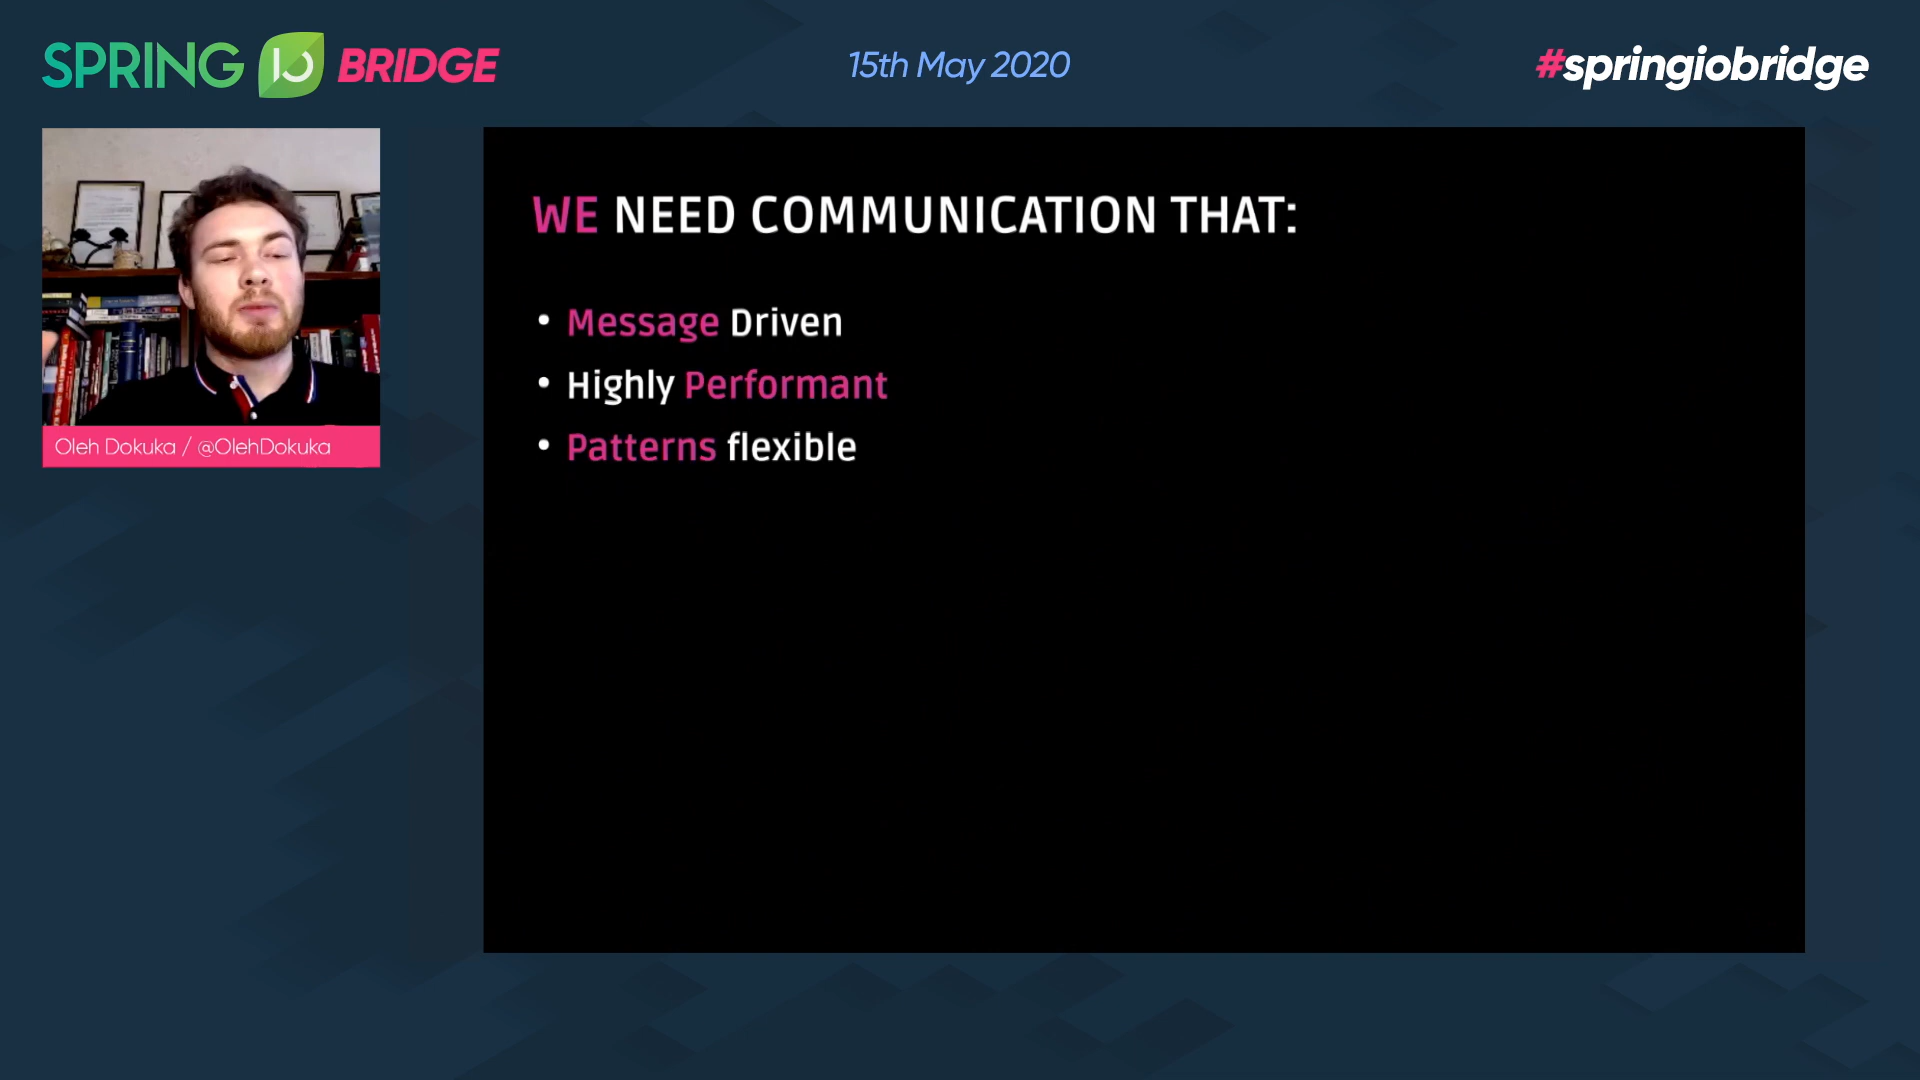 SPRING IO BRIDGE
15th May 2020
#springiobridge
Oleh Dokuka / @OlehDokuka
WE NEED COMMUNICATION THAT:
• Message Driven
• Highly Performant
• Patterns flexible